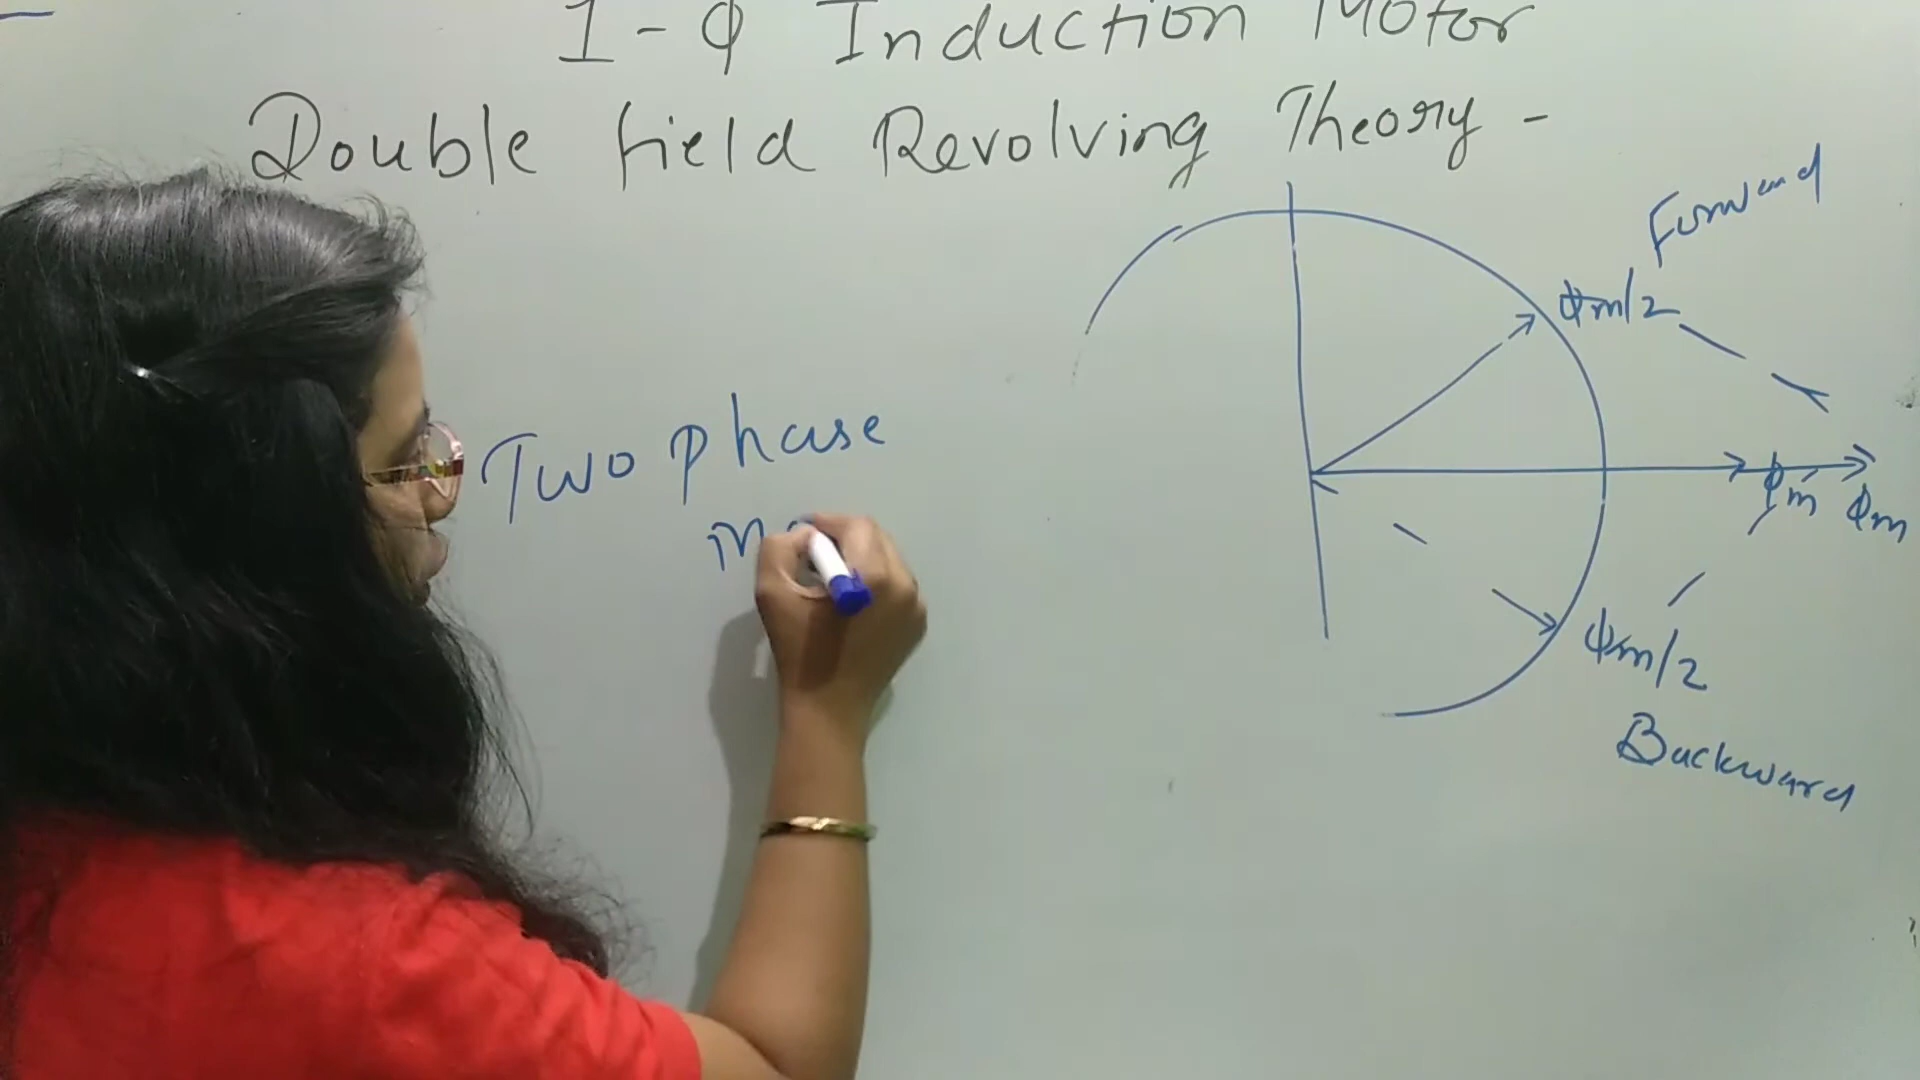 1-φ Induction Motor
Double field Revolving Theory -
Forward
φm/2
Two phase
φm φm
φm/2
Backward